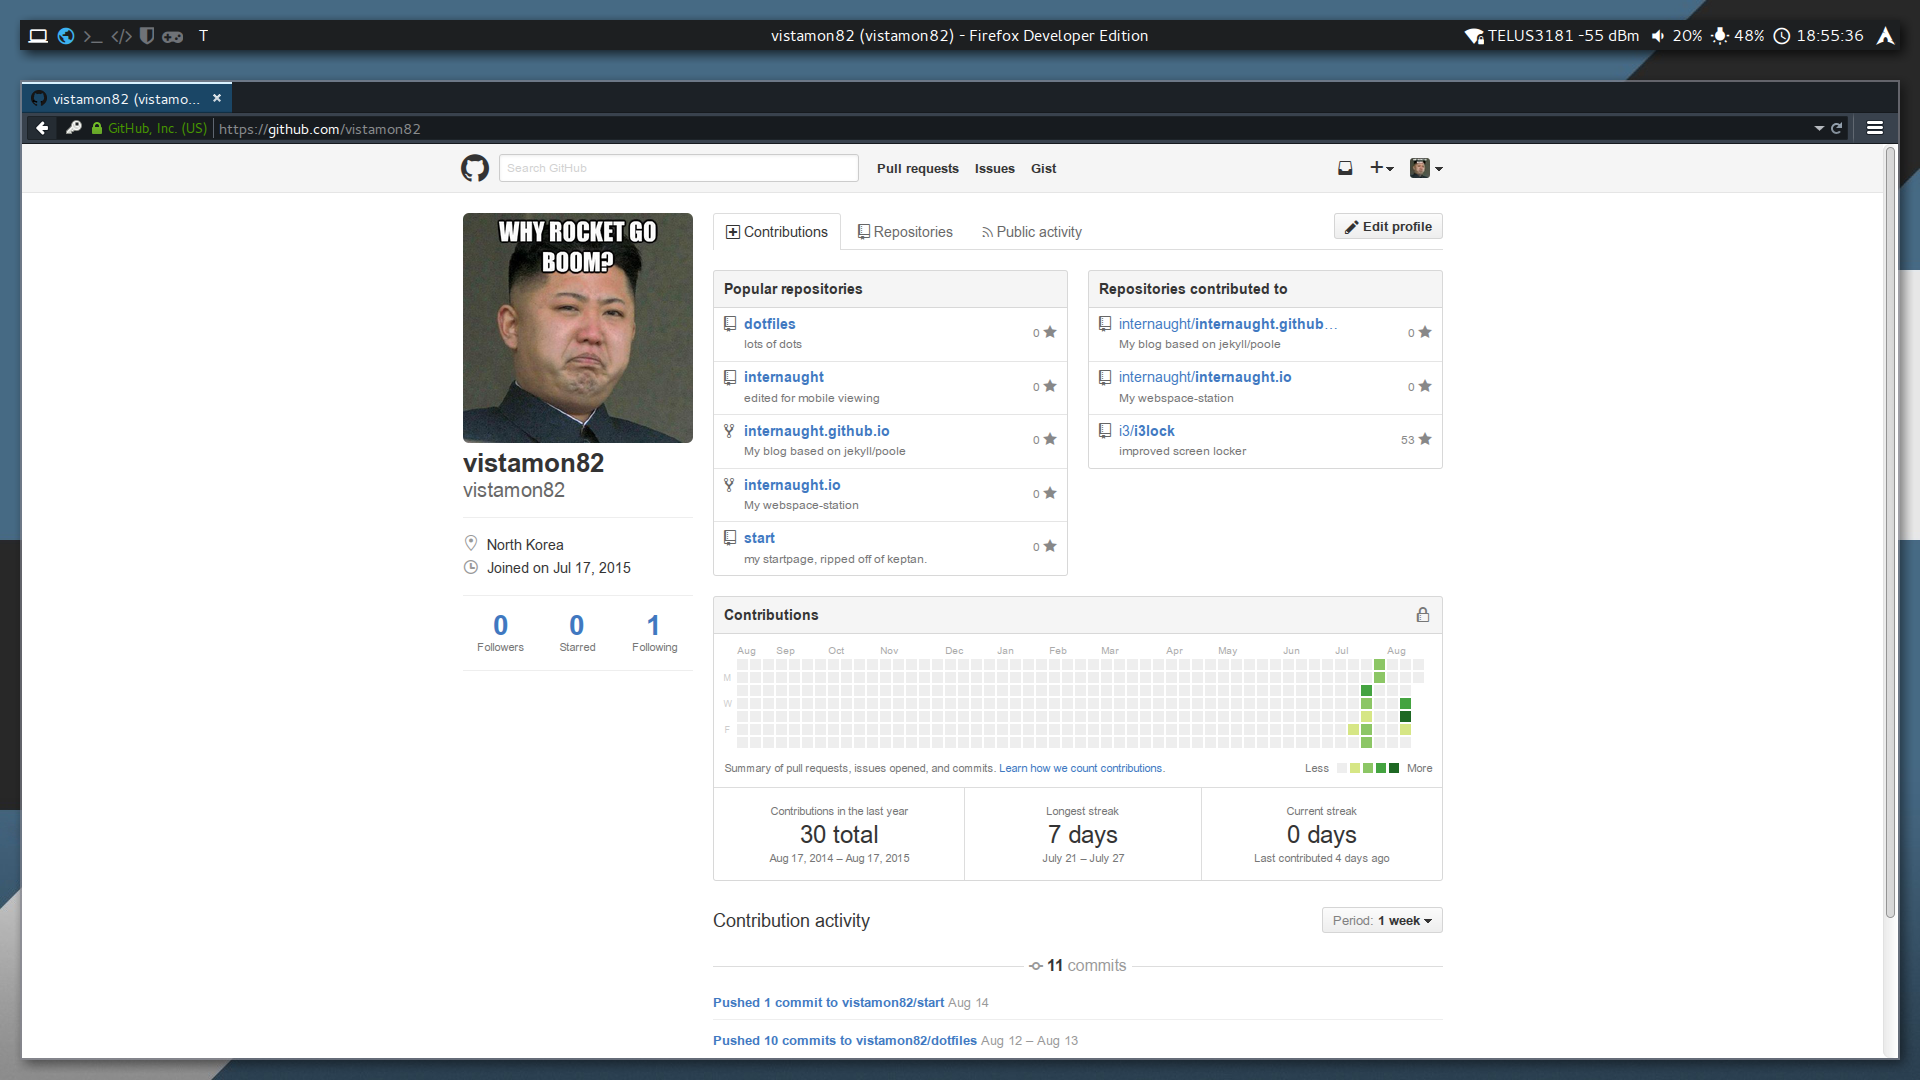 T
vistamon82 (vistamon82) - Firefox Developer Edition
TELUS3181 -55 dBm 20% 48% 18:55:36
vistamon82 (vistamo...
GitHub, Inc. (US) https://github.com/vistamon82
Search GitHub
Pull requests Issues Gist
WHY ROCKET GO
BOOM?
vistamon82
vistamon82
North Korea
Joined on Jul 17, 2015
0 0 1
Followers Starred Following
Contributions Repositories Public activity
Edit profile
Popular repositories
dotfiles
lots of dots
0
internaught
edited for mobile viewing
0
internaught.github.io
My blog based on jekyll/poole
0
internaught.io
My webspace-station
0
start
my startpage, ripped off of keptan.
0
Repositories contributed to
internaught/internaught.github…
My blog based on jekyll/poole
0
internaught/internaught.io
My webspace-station
0
i3/i3lock
improved screen locker
53
Contributions
Aug Sep Oct Nov Dec Jan Feb Mar Apr May Jun Jul Aug
M
W
F
Summary of pull requests, issues opened, and commits. Learn how we count contributions.
Less More
Contributions in the last year
30 total
Aug 17, 2014 – Aug 17, 2015
Longest streak
7 days
July 21 – July 27
Current streak
0 days
Last contributed 4 days ago
Contribution activity
Period: 1 week
11 commits
Pushed 1 commit to vistamon82/start Aug 14
Pushed 10 commits to vistamon82/dotfiles Aug 12 – Aug 13